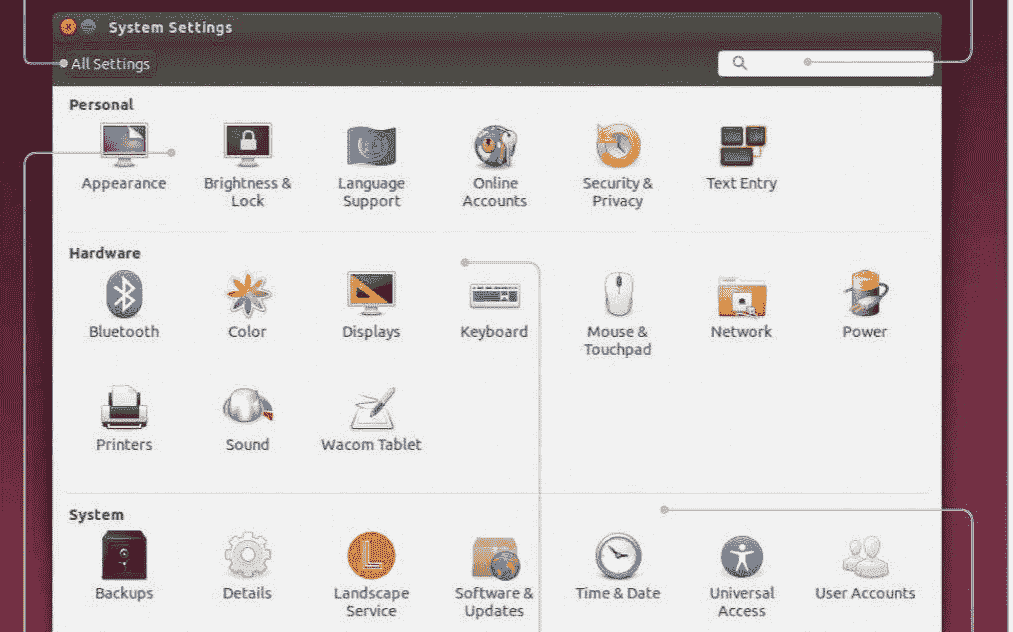 System Settings
All Settings
Personal
Appearance
Brightness &
Lock
Language
Support
Online
Accounts
Security &
Privacy
Text Entry
Hardware
Bluetooth
Color
Displays
Keyboard
Mouse &
Touchpad
Network
Power
Printers
Sound
Wacom Tablet
System
Backups
Details
Landscape
Service
Software &
Updates
Time & Date
Universal
Access
User Accounts